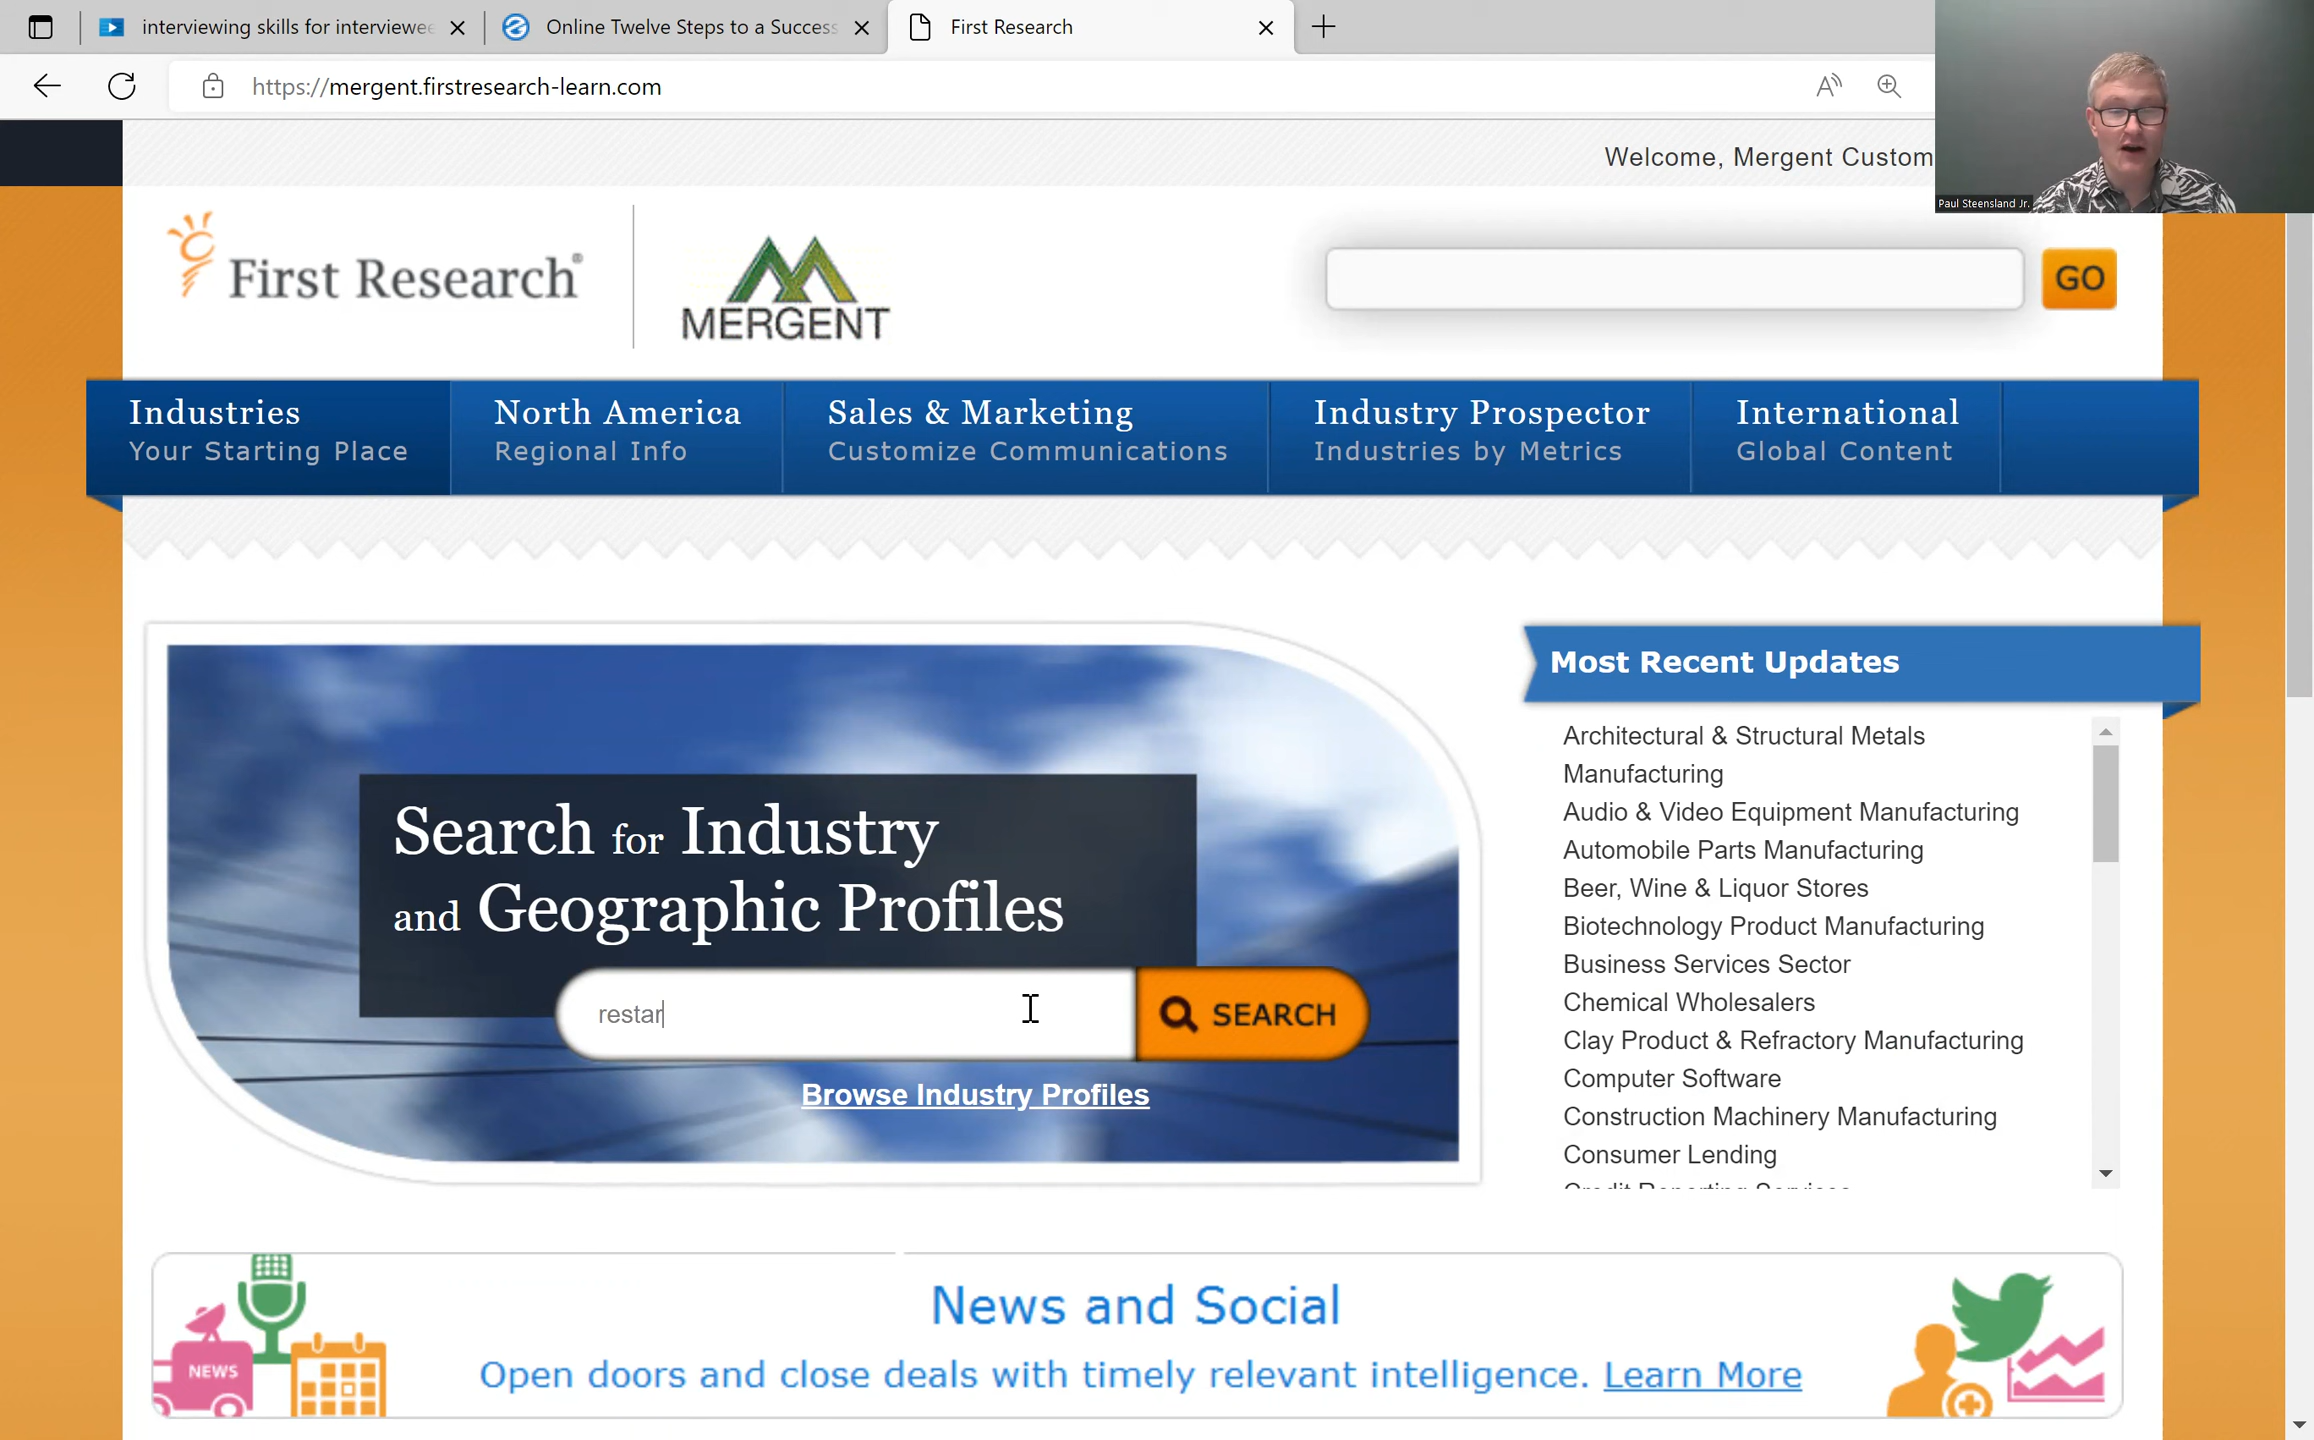 interviewing skills for interviewee
Online Twelve Steps to a Success
First Research
https://mergent.firstresearch-learn.com
Welcome, Mergent Custom
Paul Steensland Jr.
First Research®
MERGENT
GO
Industries
Your Starting Place
North America
Regional Info
Sales & Marketing
Customize Communications
Industry Prospector
Industries by Metrics
International
Global Content
Search for Industry
and Geographic Profiles
restar
SEARCH
Browse Industry Profiles
Most Recent Updates
Architectural & Structural Metals
Manufacturing
Audio & Video Equipment Manufacturing
Automobile Parts Manufacturing
Beer, Wine & Liquor Stores
Biotechnology Product Manufacturing
Business Services Sector
Chemical Wholesalers
Clay Product & Refractory Manufacturing
Computer Software
Construction Machinery Manufacturing
Consumer Lending
Credit Reporting Services
NEWS
News and Social
Open doors and close deals with timely relevant intelligence. Learn More